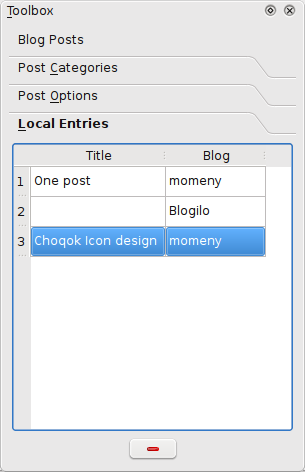 Toolbox
Blog Posts
Post Categories
Post Options
Local Entries
Title Blog
1 One post momeny
2 Blogilo
3 Choqok Icon design momeny